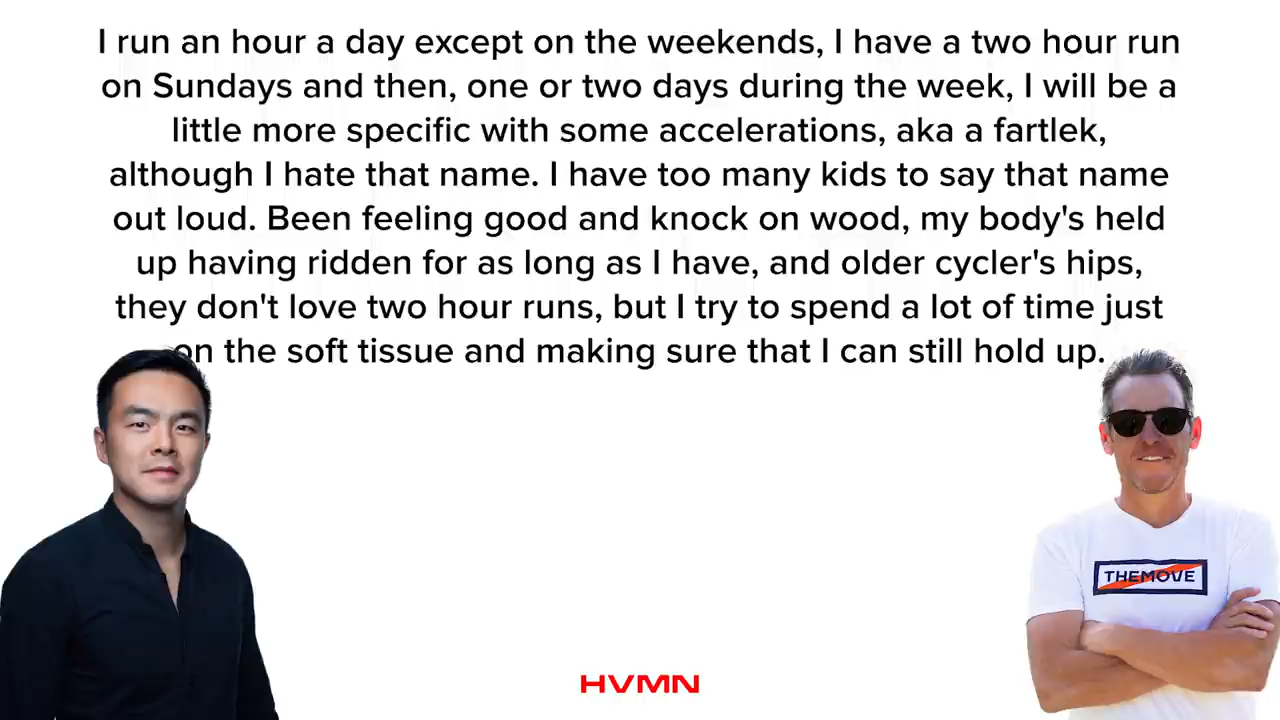 I run an hour a day except on the weekends, I have a two hour run
on Sundays and then, one or two days during the week, I will be a
little more specific with some accelerations, aka a fartlek,
although I hate that name. I have too many kids to say that name
out loud. Been feeling good and knock on wood, my body's held
up having ridden for as long as I have, and older cycler's hips,
they don't love two hour runs, but I try to spend a lot of time just
on the soft tissue and making sure that I can still hold up.
THEMOVE
HVMN